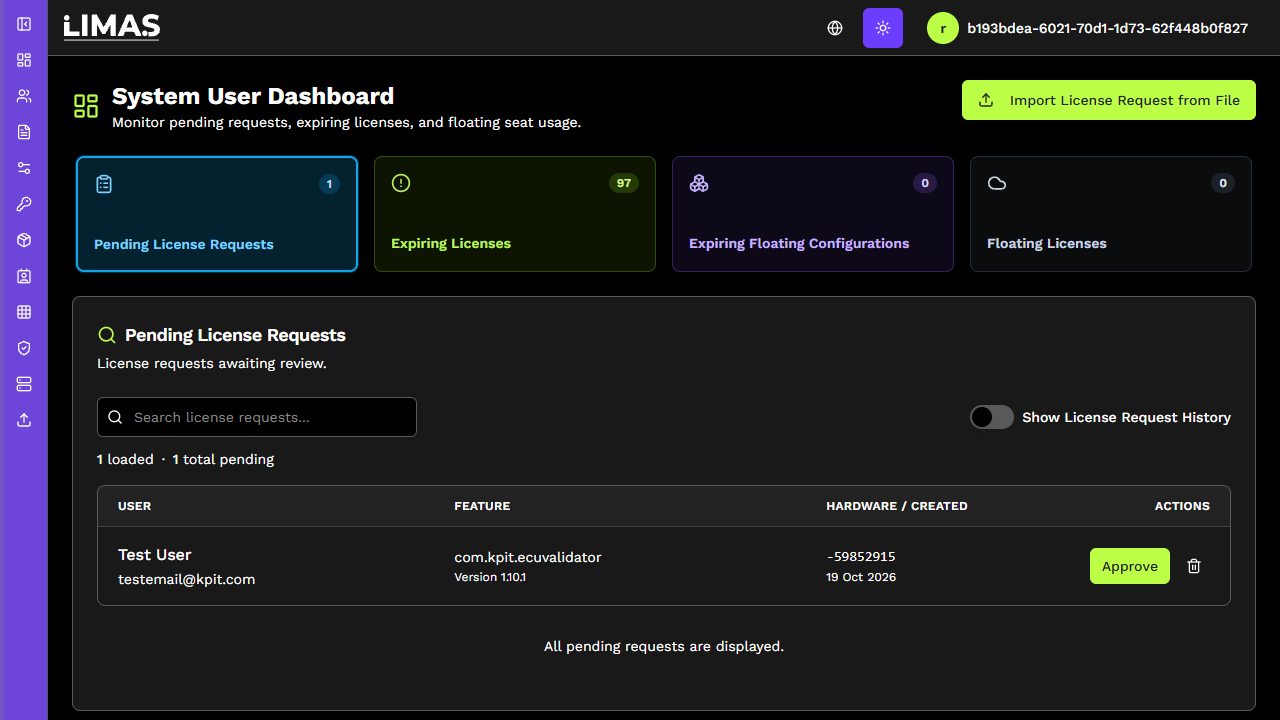 LIMAS
r
b193bdea-6021-70d1-1d73-62f448b0f827
System User Dashboard
Monitor pending requests, expiring licenses, and floating seat usage.
Import License Request from File
1
Pending License Requests
97
Expiring Licenses
0
Expiring Floating Configurations
0
Floating Licenses
Pending License Requests
License requests awaiting review.
Search license requests...
Show License Request History
1 loaded · 1 total pending
USER FEATURE HARDWARE / CREATED ACTIONS
Test User
testemail@kpit.com
com.kpit.ecuvalidator
Version 1.10.1
-59852915
19 Oct 2026
Approve
All pending requests are displayed.